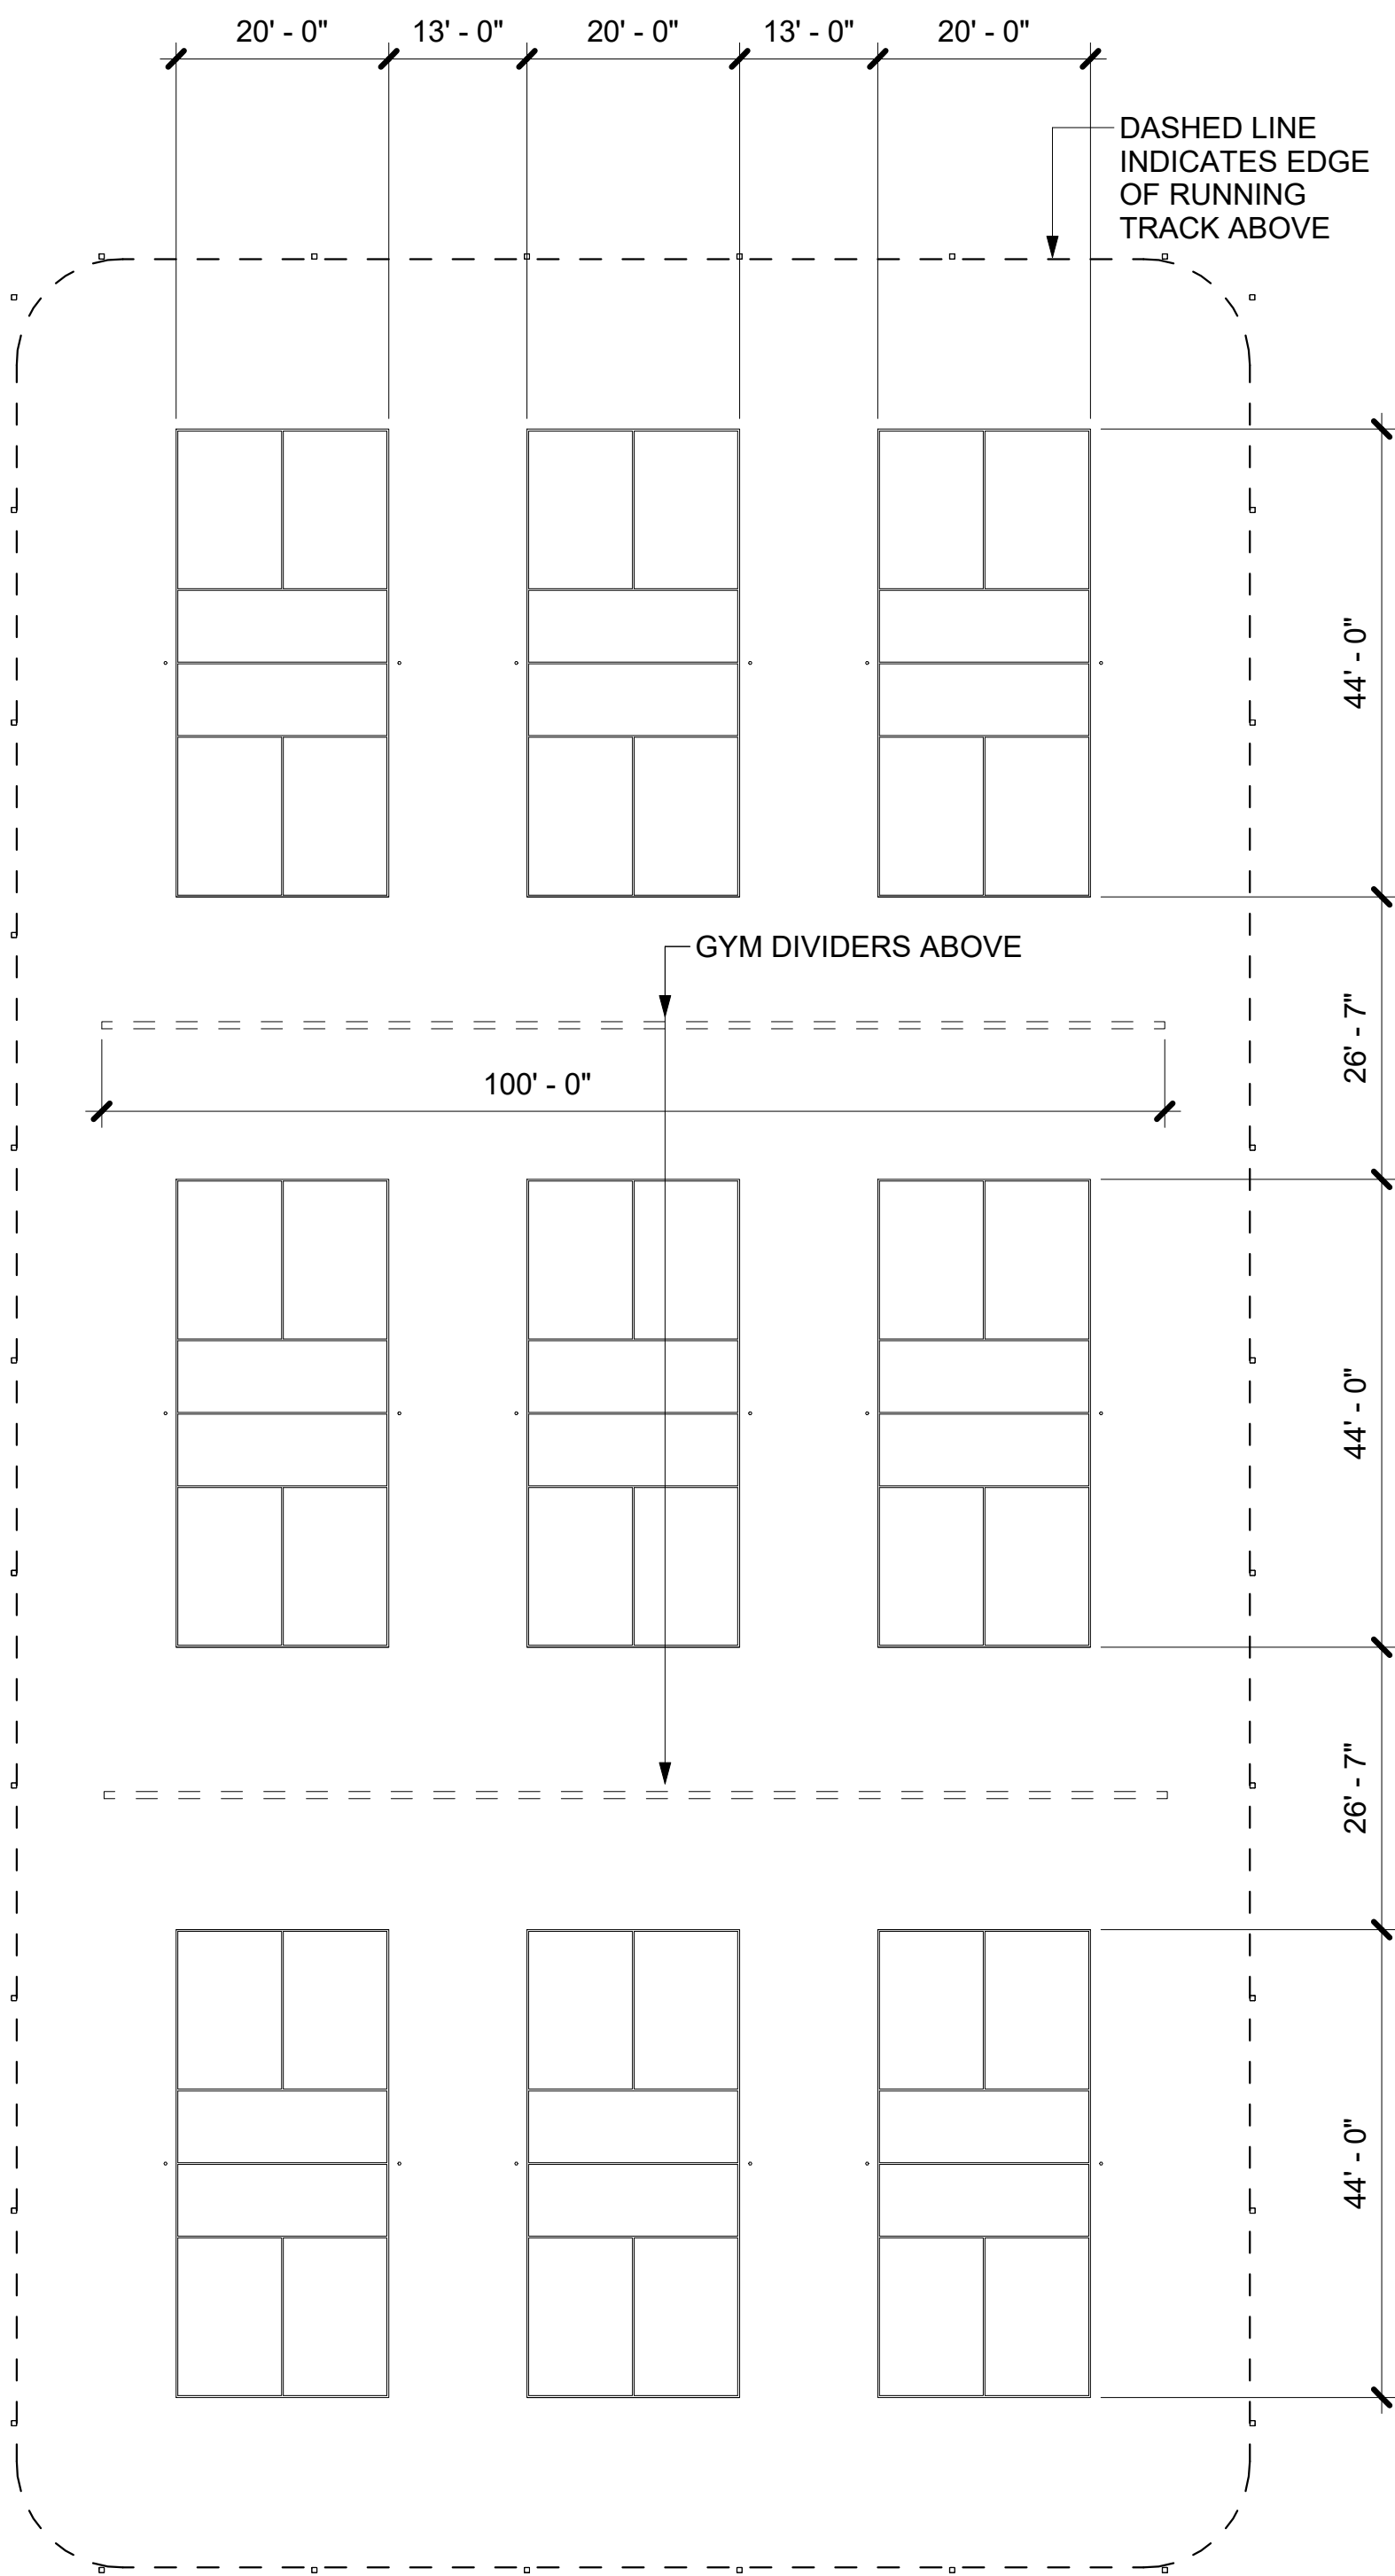 20' - 0"
13' - 0"
20' - 0"
13' - 0"
20' - 0"
DASHED LINE
INDICATES EDGE
OF RUNNING
TRACK ABOVE
44' - 0"
GYM DIVIDERS ABOVE
26' - 7"
100' - 0"
44' - 0"
26' - 7"
44' - 0"